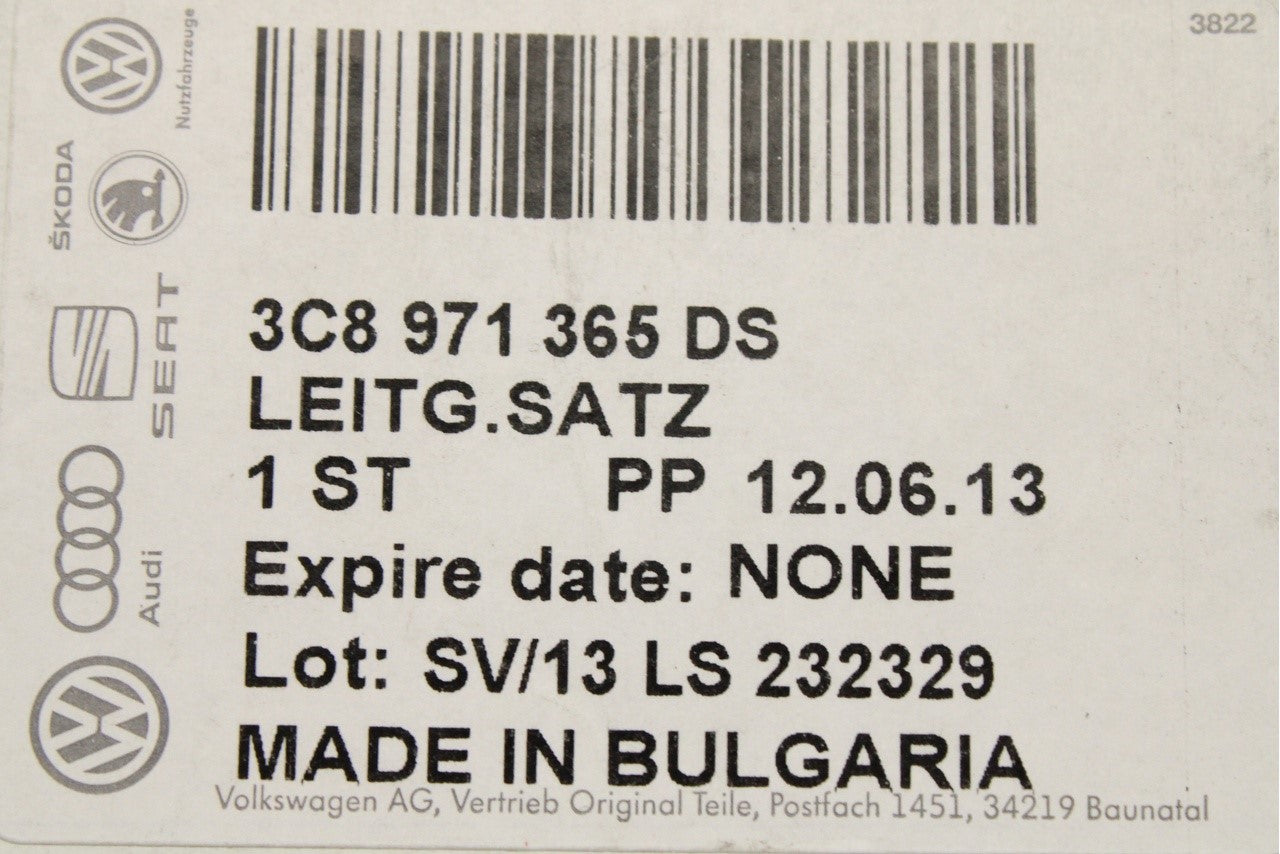 3822
Nutzfahrzeuge
ŠKODA
SEAT
Audi
3C8 971 365 DS
LEITG.SATZ
1 ST PP 12.06.13
Expire date: NONE
Lot: SV/13 LS 232329
MADE IN BULGARIA
Volkswagen AG, Vertrieb Original Teile, Postfach 1451, 34219 Baunatal